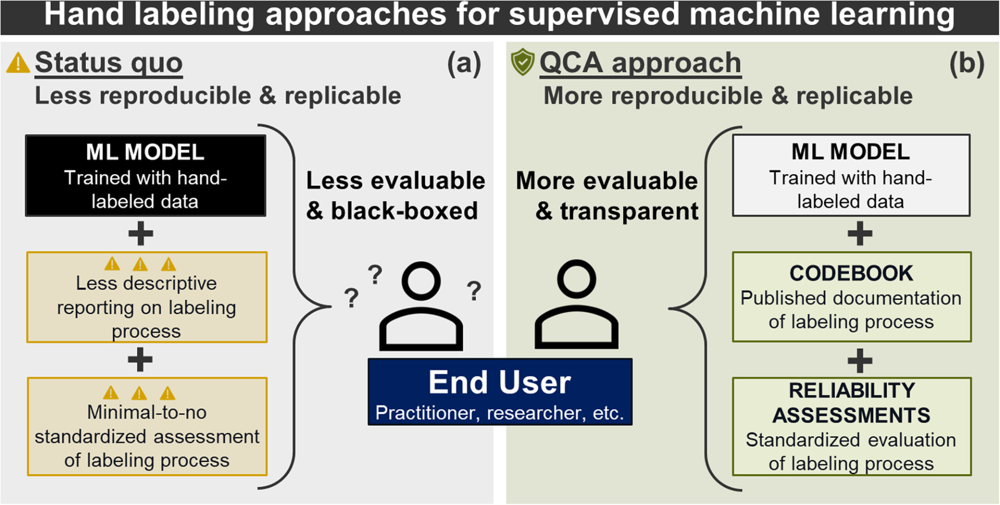 Hand labeling approaches for supervised machine learning
Status quo
(a)
Less reproducible & replicable
ML MODEL
Trained with hand-
labeled data
+
Less descriptive
reporting on labeling
process
+
Minimal-to-no
standardized assessment
of labeling process
Less evaluable
& black-boxed
? ? ?
QCA approach
(b)
More reproducible & replicable
More evaluable
& transparent
ML MODEL
Trained with hand-
labeled data
+
CODEBOOK
Published documentation
of labeling process
+
RELIABILITY
ASSESSMENTS
Standardized evaluation
of labeling process
End User
Practitioner, researcher, etc.